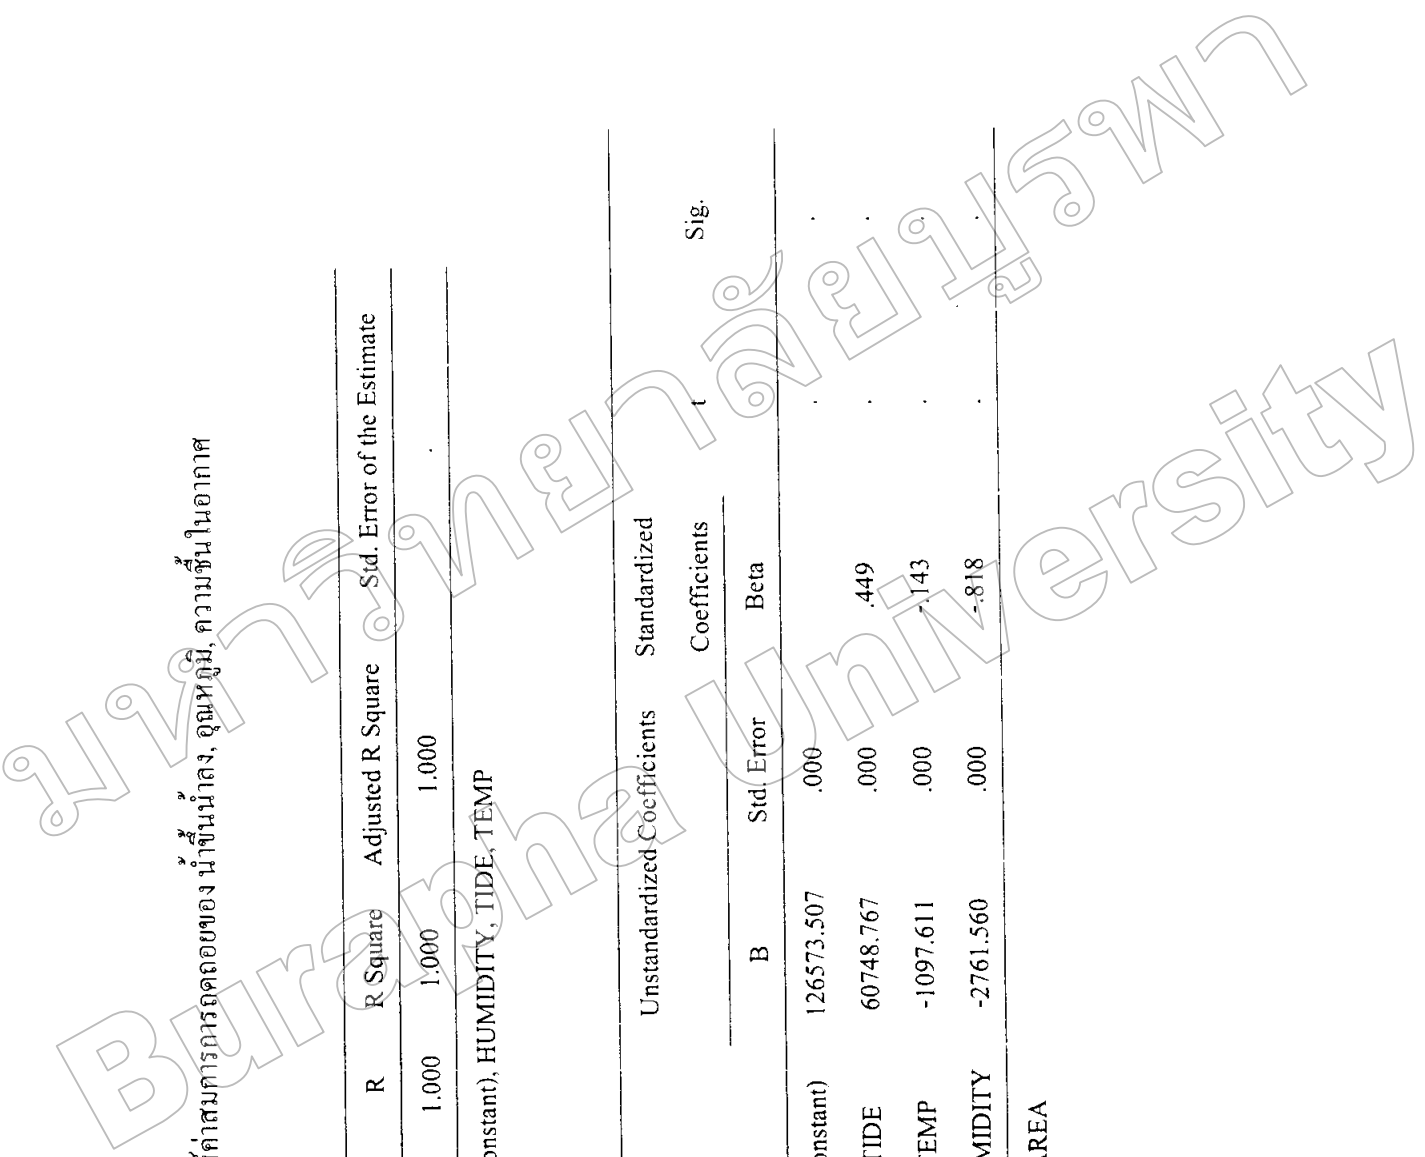 ค่าสมการการถดถอยของ น้ำขึ้นน้ำลง, อุณหภูมิ, ความชื้นในอากาศ
R R Square Adjusted R Square Std. Error of the Estimate
1.000 1.000 1.000 .
onstant), HUMIDITY, TIDE, TEMP
Unstandardized Coefficients Standardized
Coefficients t Sig.
B Std. Error Beta
onstant) 126573.507 .000 . .
TIDE 60748.767 .000 .449 . .
TEMP -1097.611 .000 -.143 . .
MIDITY -2761.560 .000 -.818 . .
AREA
มหาวิทยาลัยบูรพา
Burapha University